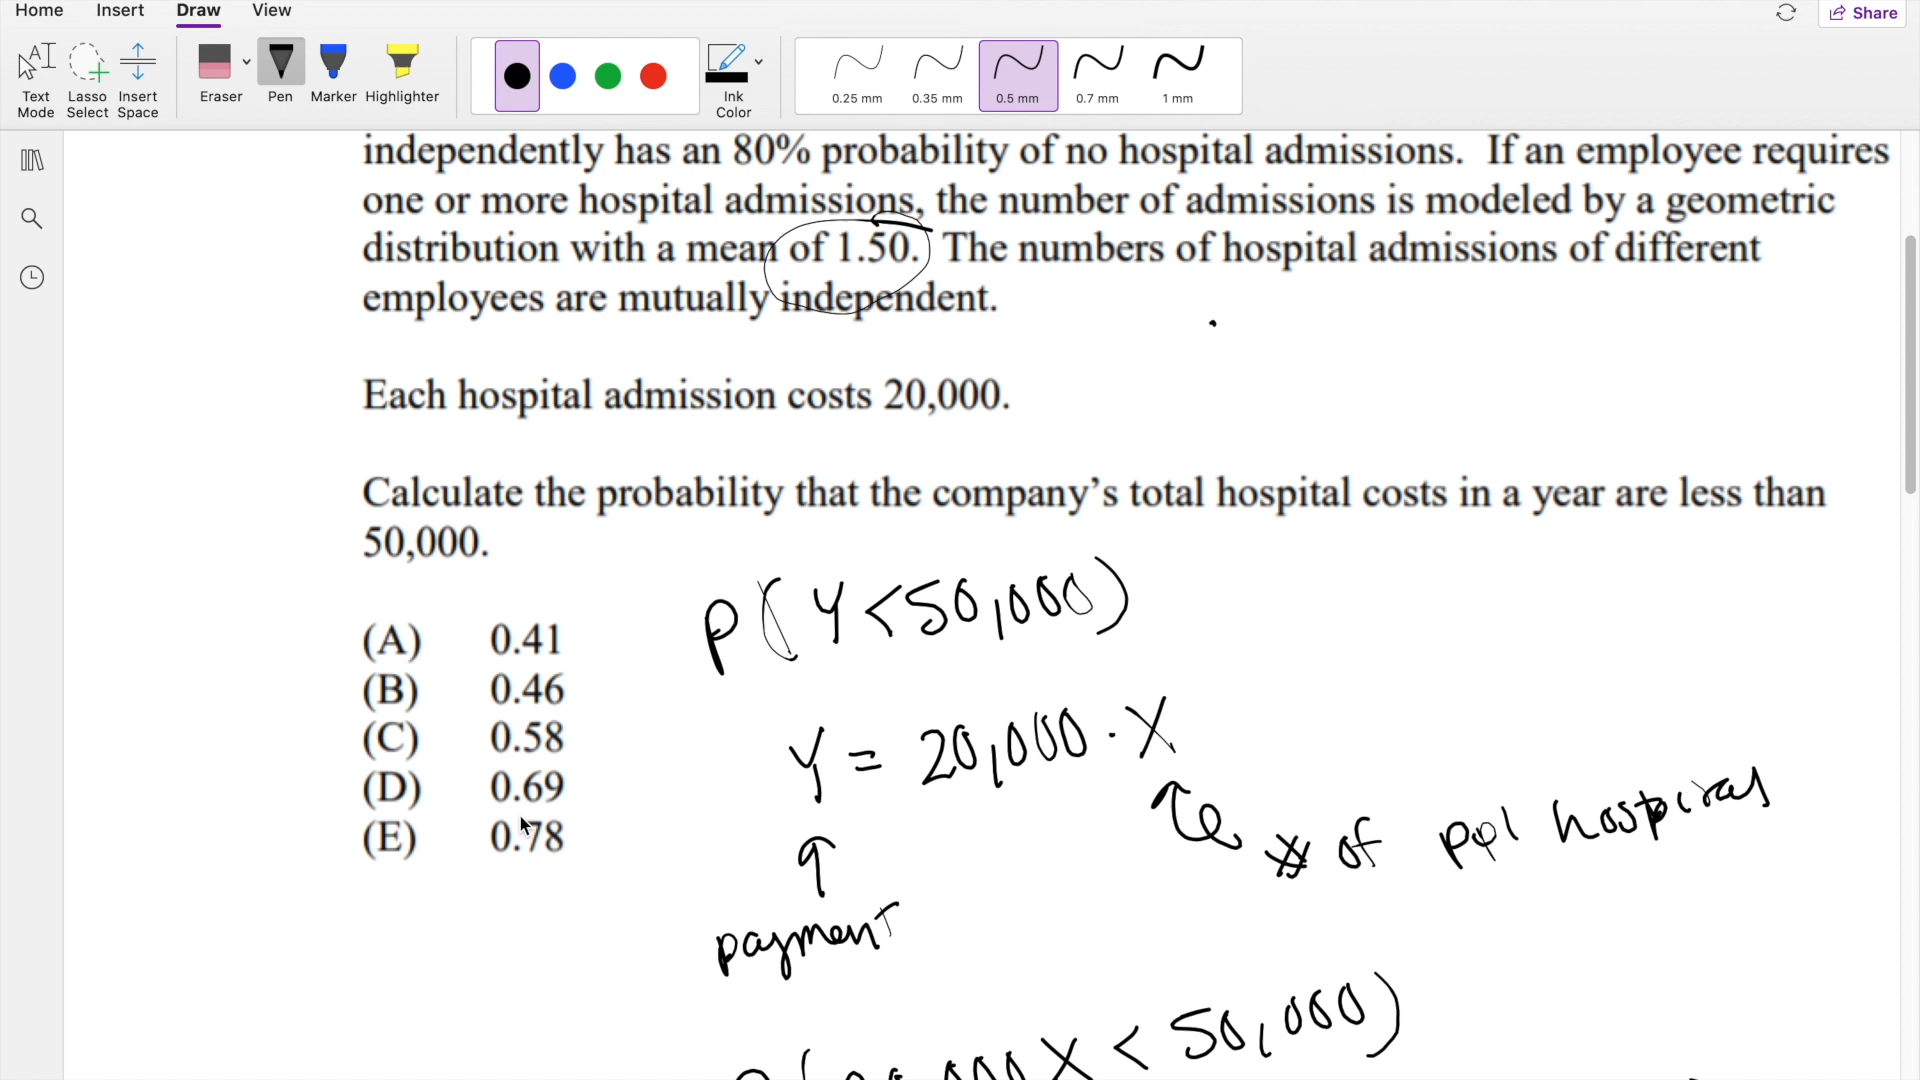 Home Insert Draw View
Share
Text Mode
Lasso Select
Insert Space
Eraser
Pen
Marker
Highlighter
Ink Color
0.25 mm
0.35 mm
0.5 mm
0.7 mm
1 mm
independently has an 80% probability of no hospital admissions. If an employee requires
one or more hospital admissions, the number of admissions is modeled by a geometric
distribution with a mean of 1.50. The numbers of hospital admissions of different
employees are mutually independent.
Each hospital admission costs 20,000.
Calculate the probability that the company's total hospital costs in a year are less than
50,000.
P(Y<50,000)
(A) 0.41
(B) 0.46
(C) 0.58
(D) 0.69
(E) 0.78
Y = 20,000 · X
# of ppl
payment
X < 50,000)